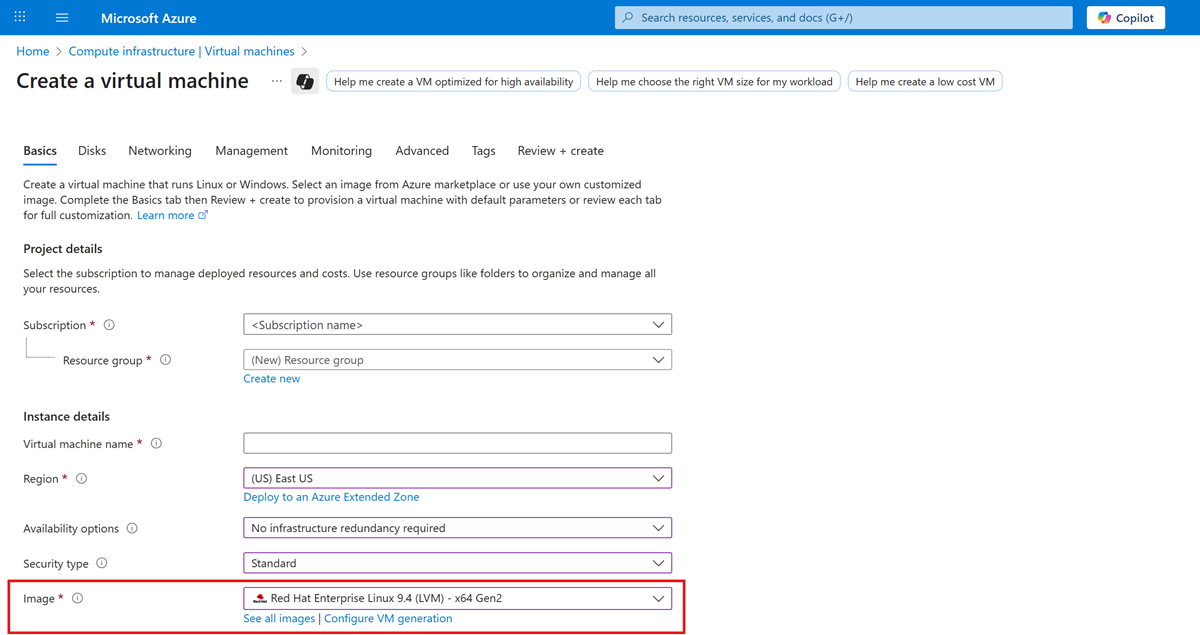 Microsoft Azure
Search resources, services, and docs (G+/)
Copilot
Home > Compute infrastructure | Virtual machines >
Create a virtual machine
...
Help me create a VM optimized for high availability
Help me choose the right VM size for my workload
Help me create a low cost VM
Basics
Disks
Networking
Management
Monitoring
Advanced
Tags
Review + create
Create a virtual machine that runs Linux or Windows. Select an image from Azure marketplace or use your own customized
image. Complete the Basics tab then Review + create to provision a virtual machine with default parameters or review each tab
for full customization. Learn more
Project details
Select the subscription to manage deployed resources and costs. Use resource groups like folders to organize and manage all
your resources.
Subscription *
<Subscription name>
Resource group *
(New) Resource group
Create new
Instance details
Virtual machine name *
Region *
(US) East US
Deploy to an Azure Extended Zone
Availability options
No infrastructure redundancy required
Security type
Standard
Image *
Red Hat Enterprise Linux 9.4 (LVM) - x64 Gen2
See all images | Configure VM generation